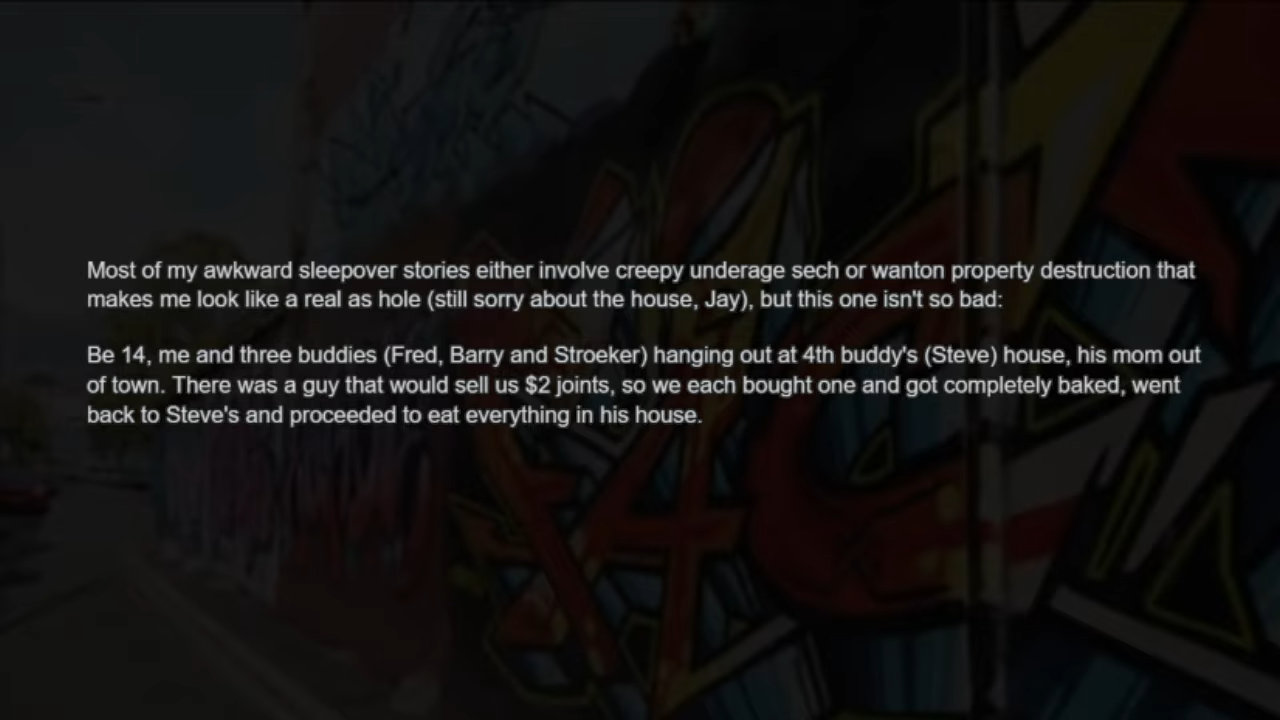 Most of my awkward sleepover stories either involve creepy underage sech or wanton property destruction that
makes me look like a real as hole (still sorry about the house, Jay), but this one isn't so bad:
Be 14, me and three buddies (Fred, Barry and Stroeker) hanging out at 4th buddy's (Steve) house, his mom out
of town. There was a guy that would sell us $2 joints, so we each bought one and got completely baked, went
back to Steve's and proceeded to eat everything in his house.